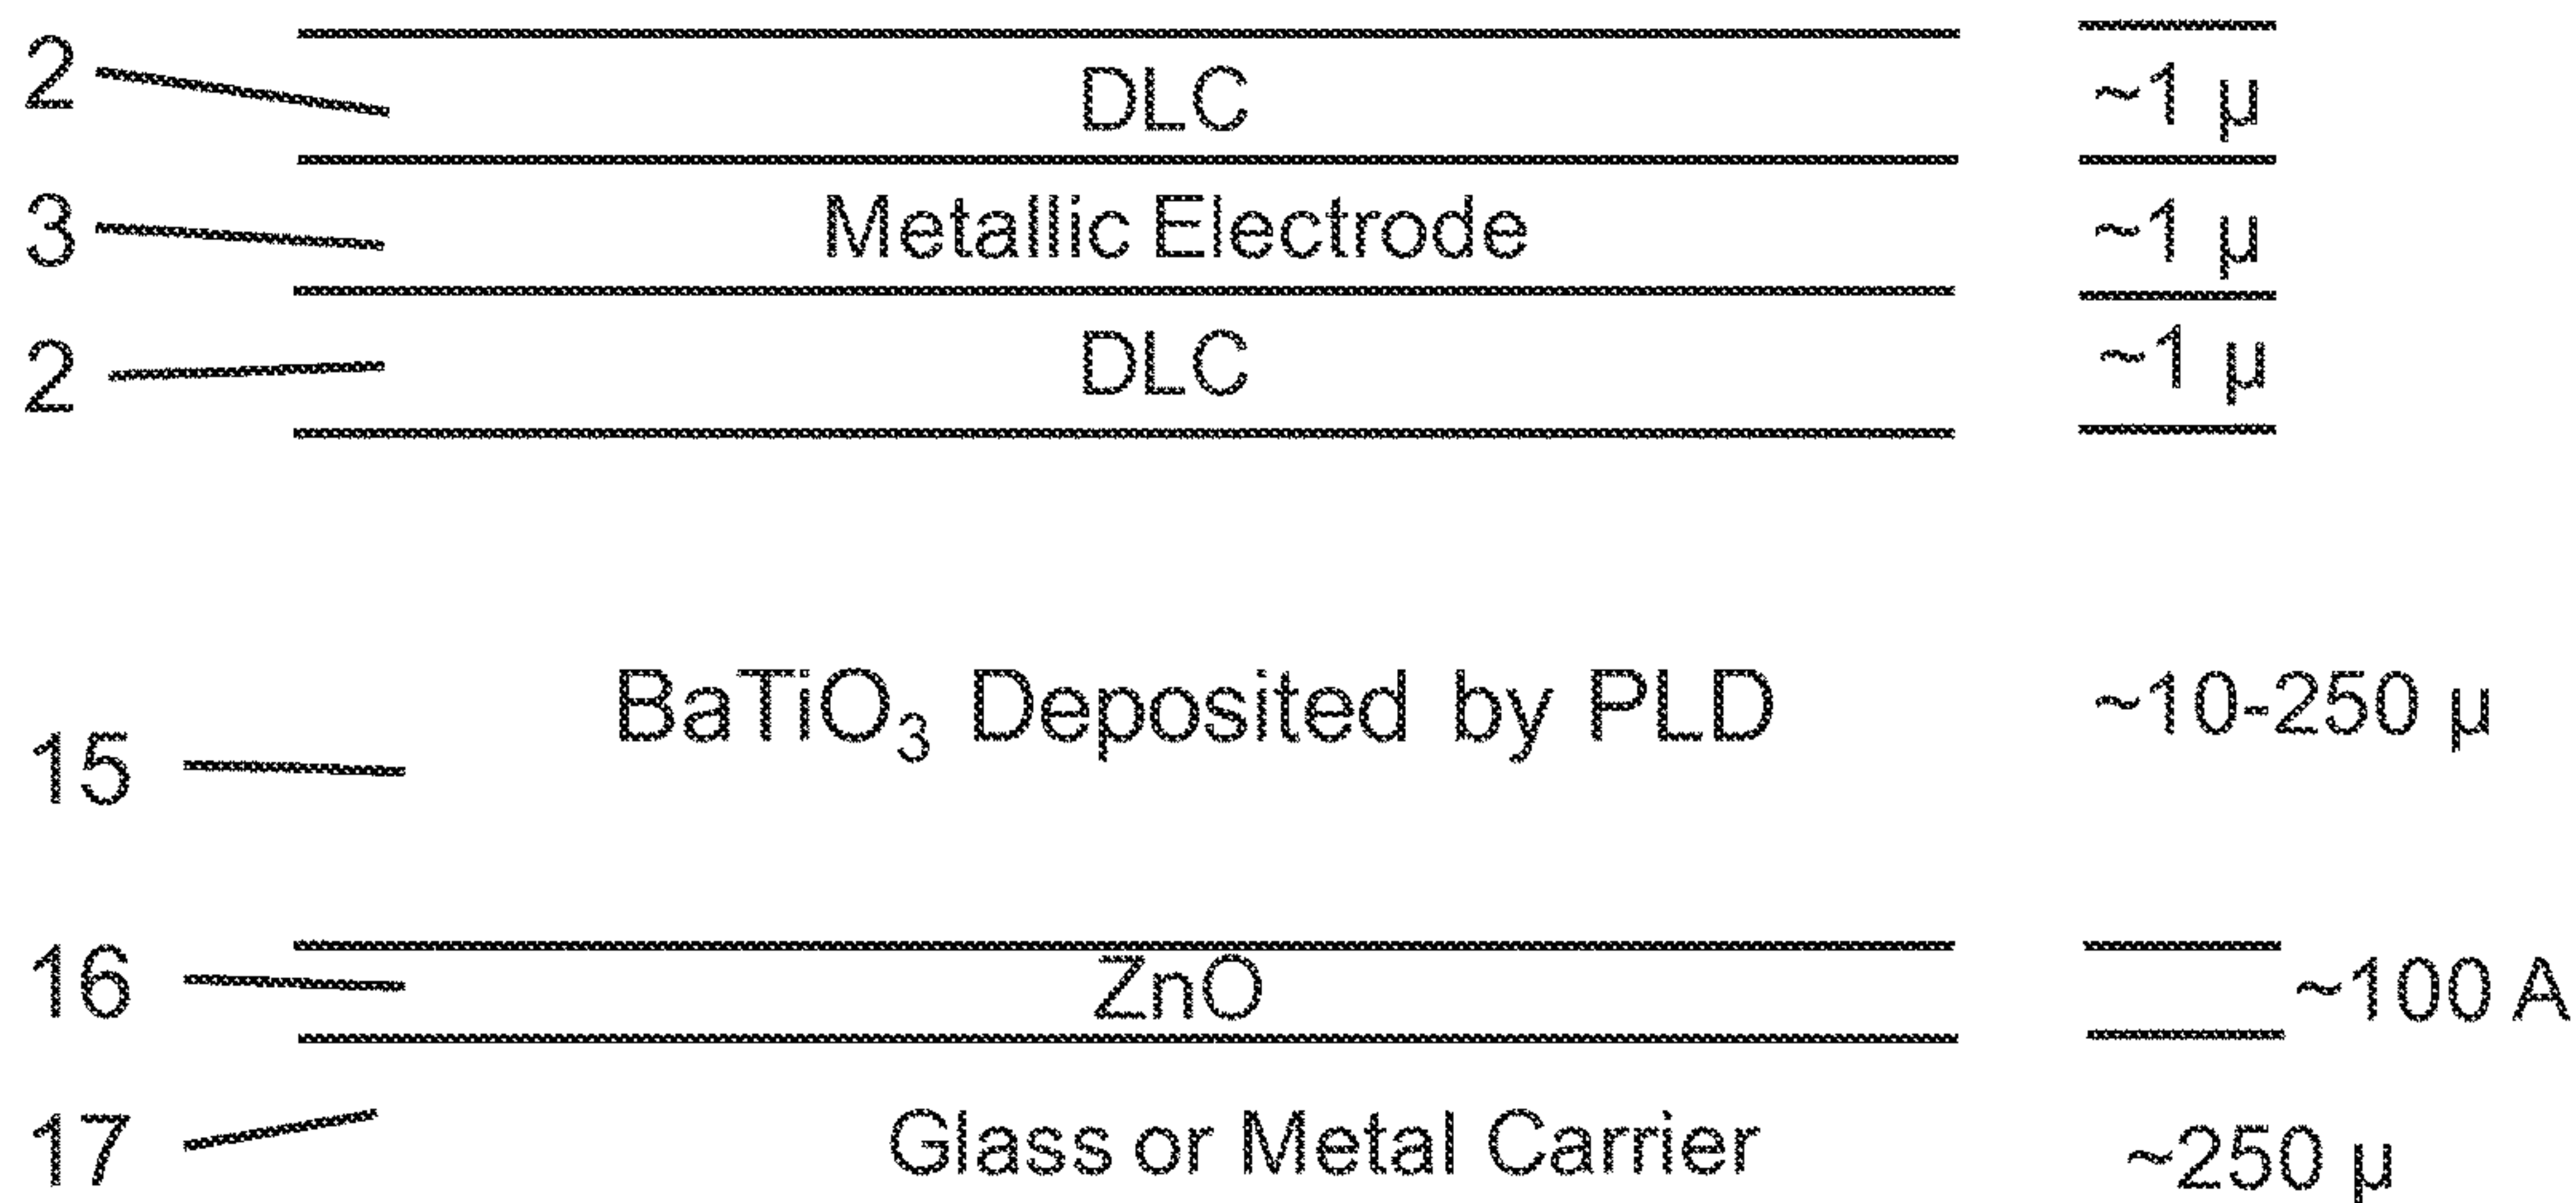 2 DLC ~1 μ
3 Metallic Electrode ~1 μ
2 DLC ~1 μ
15 BaTiO₃ Deposited by PLD ~10-250 μ
16 ZnO ~100 A
17 Glass or Metal Carrier ~250 μ